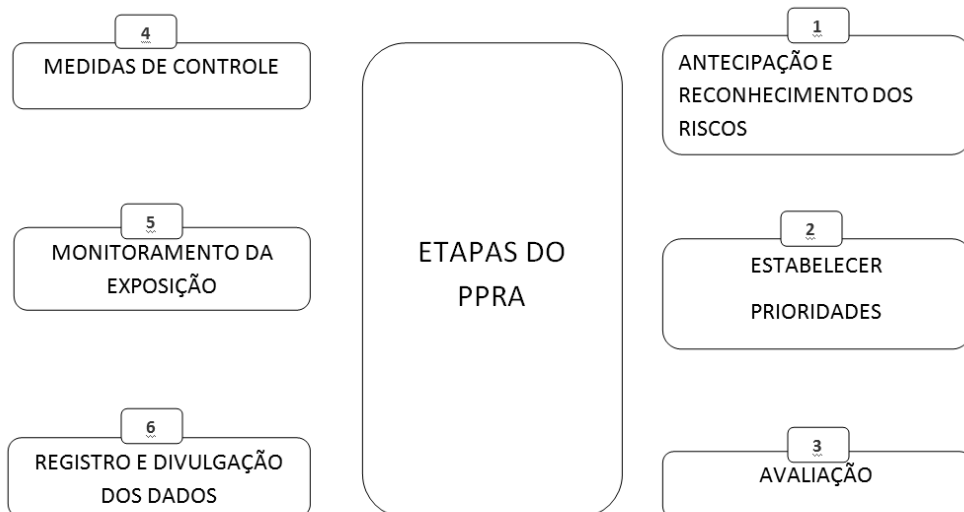 4
MEDIDAS DE CONTROLE
5
MONITORAMENTO DA
EXPOSIÇÃO
6
REGISTRO E DIVULGAÇÃO
DOS DADOS
ETAPAS DO
PPRA
1
ANTECIPAÇÃO E
RECONHECIMENTO DOS
RISCOS
2
ESTABELECER
PRIORIDADES
3
AVALIAÇÃO